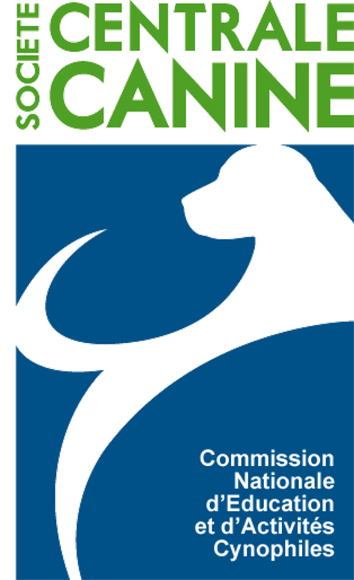 SOCIETE
CENTRALE
CANINE
Commission
Nationale
d'Education
et d'Activités
Cynophiles